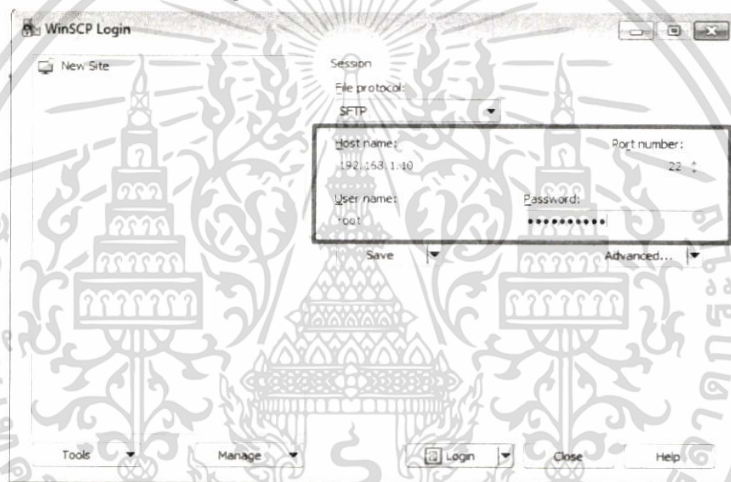 WinSCP Login
New Site
Session
File protocol:
SFTP
Host name:
Port number:
192.168.1.10
22
User name:
Password:
root
••••••••••
Save
Advanced...
Tools
Manage
Login
Close
Help